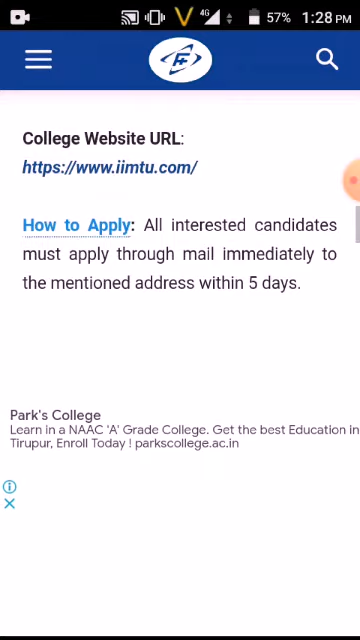 4G 57% 1:28 PM
College Website URL:
https://www.iimtu.com/
How to Apply: All interested candidates
must apply through mail immediately to
the mentioned address within 5 days.
Park's College
Learn in a NAAC 'A' Grade College. Get the best Education in
Tirupur, Enroll Today ! parkscollege.ac.in